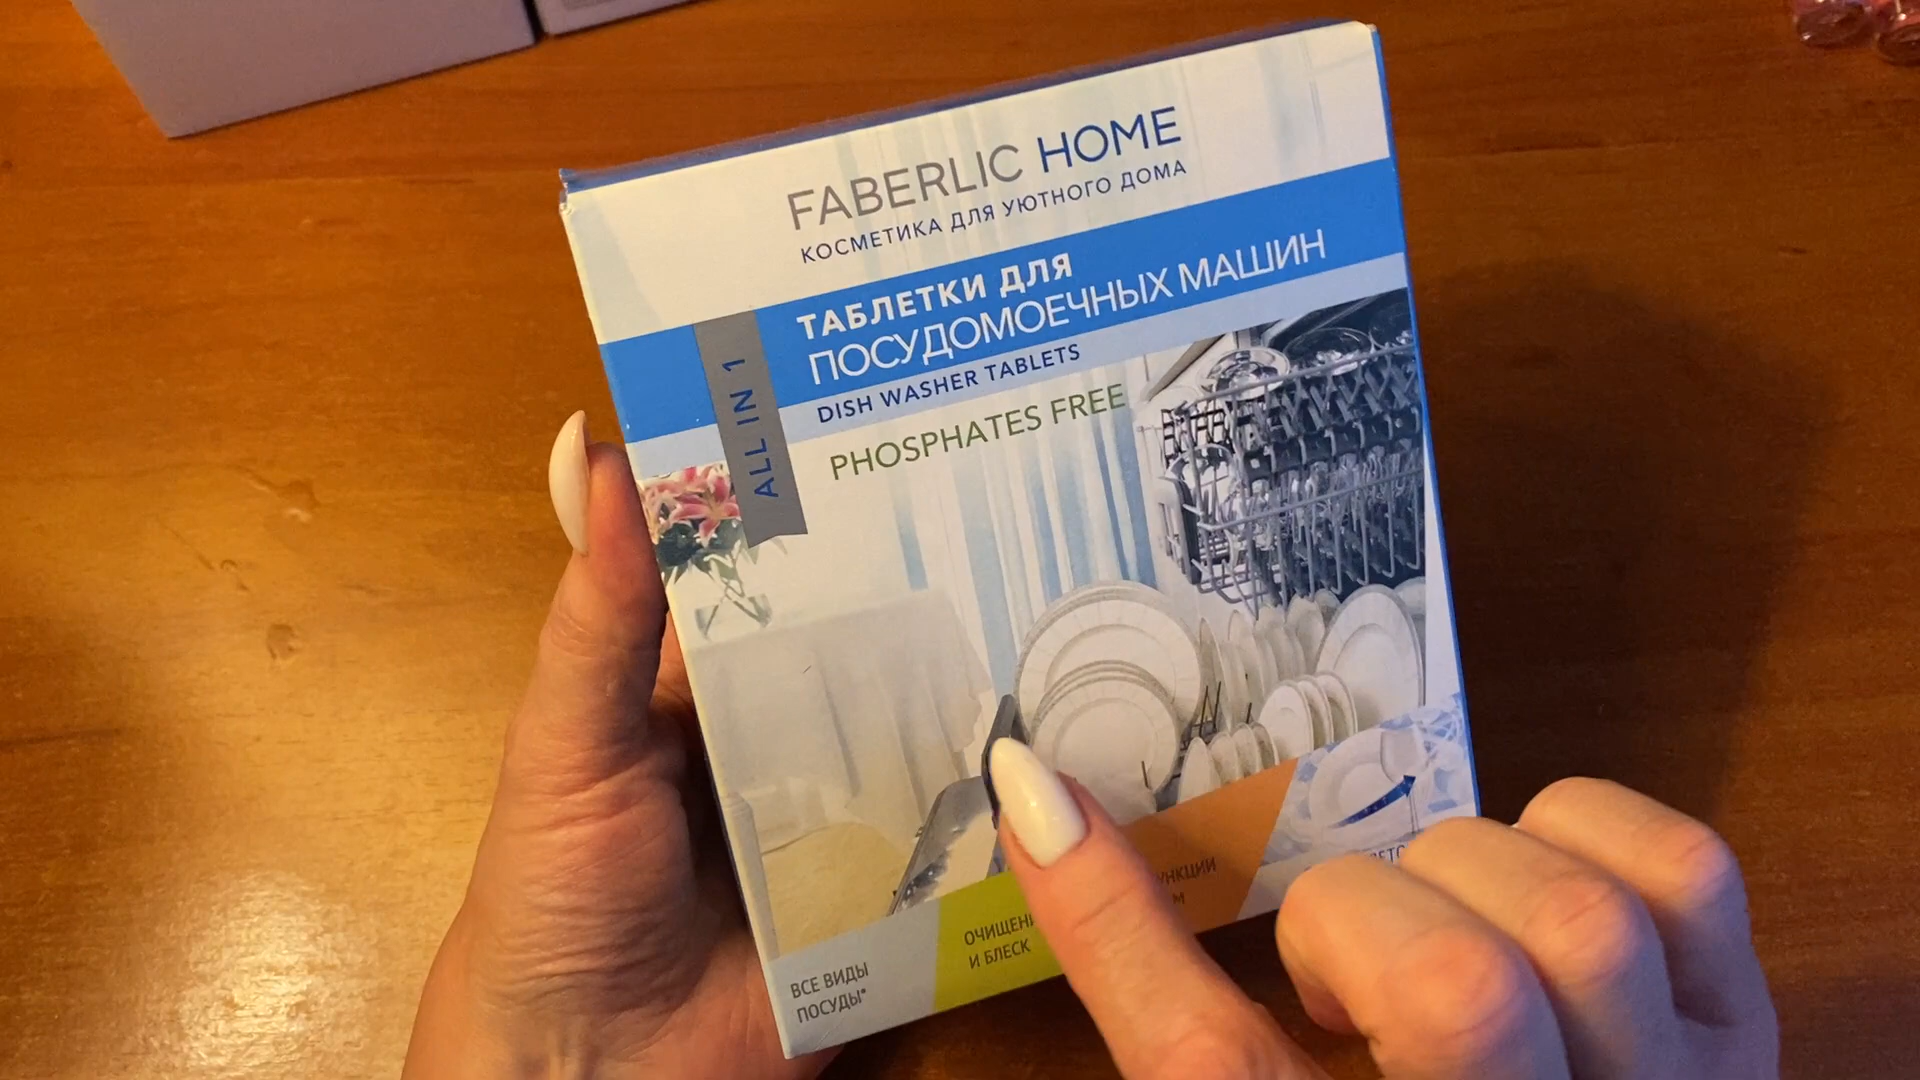 FABERLIC HOME
КОСМЕТИКА ДЛЯ УЮТНОГО ДОМА
ТАБЛЕТКИ ДЛЯ
ПОСУДОМОЕЧНЫХ МАШИН
DISH WASHER TABLETS
PHOSPHATES FREE
ALL IN 1
ВСЕ ВИДЫ
ПОСУДЫ*
И БЛЕСК